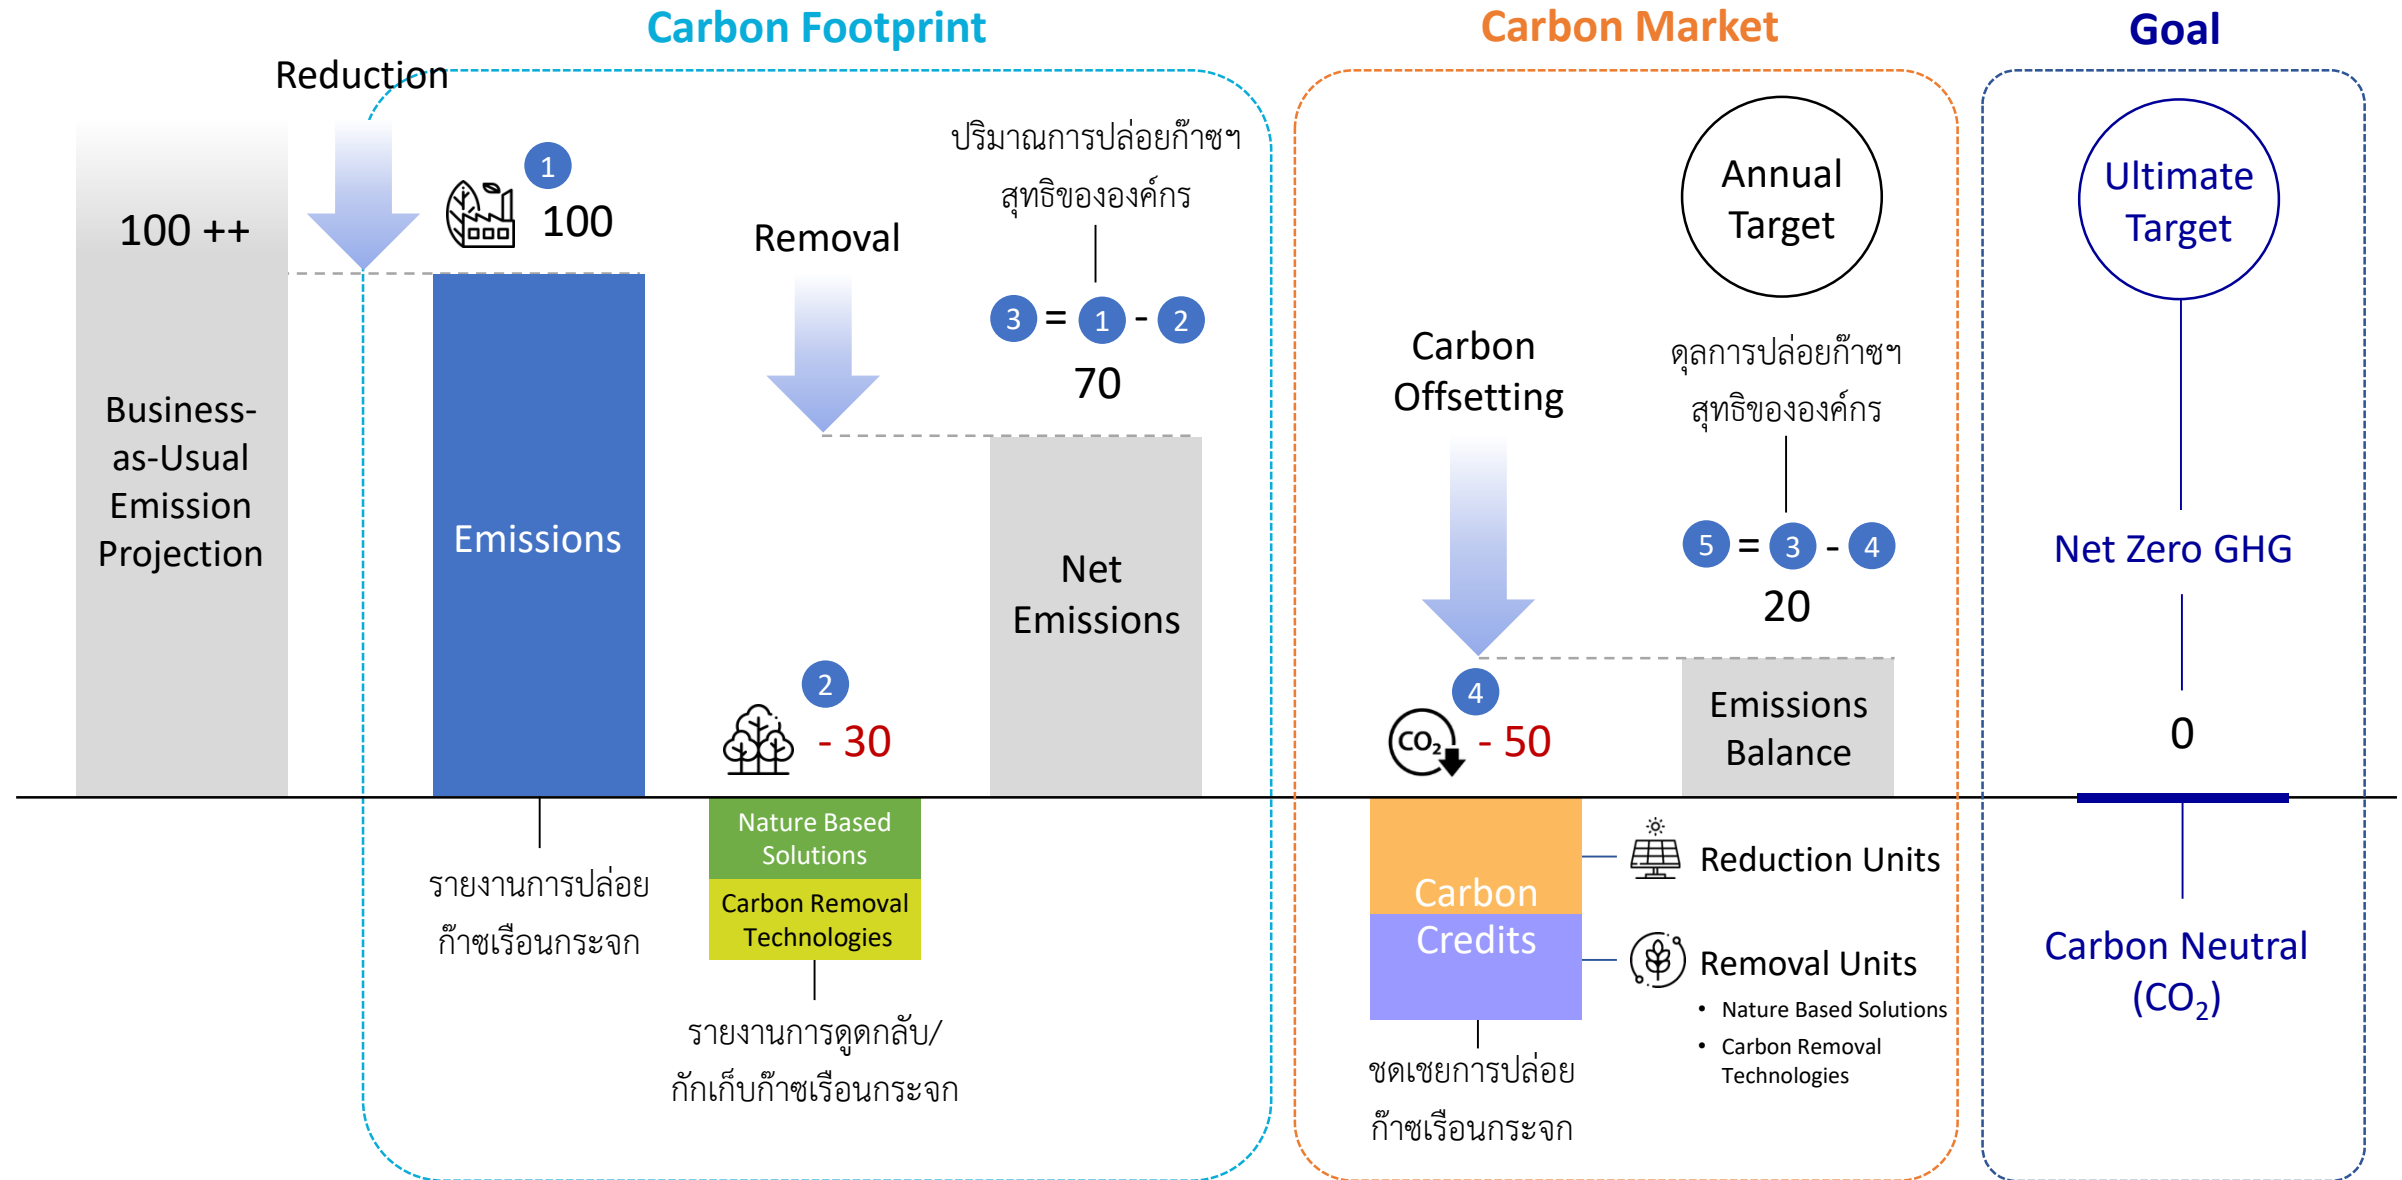 Carbon Footprint
Carbon Market
Goal
Reduction
100 ++
Business-
as-Usual
Emission
Projection
1
100
Emissions
รายงานการปล่อย
ก๊าซเรือนกระจก
Removal
2
- 30
Nature Based
Solutions
Carbon Removal
Technologies
รายงานการดูดกลับ/
กักเก็บก๊าซเรือนกระจก
ปริมาณการปล่อยก๊าซฯ
สุทธิขององค์กร
3 = 1 - 2
70
Net
Emissions
Carbon
Offsetting
4
CO₂
- 50
Carbon
Credits
ชดเชยการปล่อย
ก๊าซเรือนกระจก
Annual
Target
ดุลการปล่อยก๊าซฯ
สุทธิขององค์กร
5 = 3 - 4
20
Emissions
Balance
Reduction Units
Removal Units
• Nature Based Solutions
• Carbon Removal
Technologies
Ultimate
Target
Net Zero GHG
0
Carbon Neutral
(CO₂)